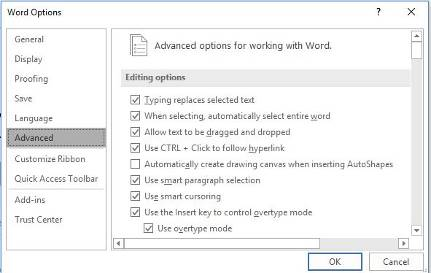 Word Options
General
Display
Proofing
Save
Language
Advanced
Customize Ribbon
Quick Access Toolbar
Add-ins
Trust Center
Advanced options for working with Word.
Editing options
Typing replaces selected text
When selecting, automatically select entire word
Allow text to be dragged and dropped
Use CTRL + Click to follow hyperlink
Automatically create drawing canvas when inserting AutoShapes
Use smart paragraph selection
Use smart cursoring
Use the Insert key to control overtype mode
Use overtype mode
OK
Cancel